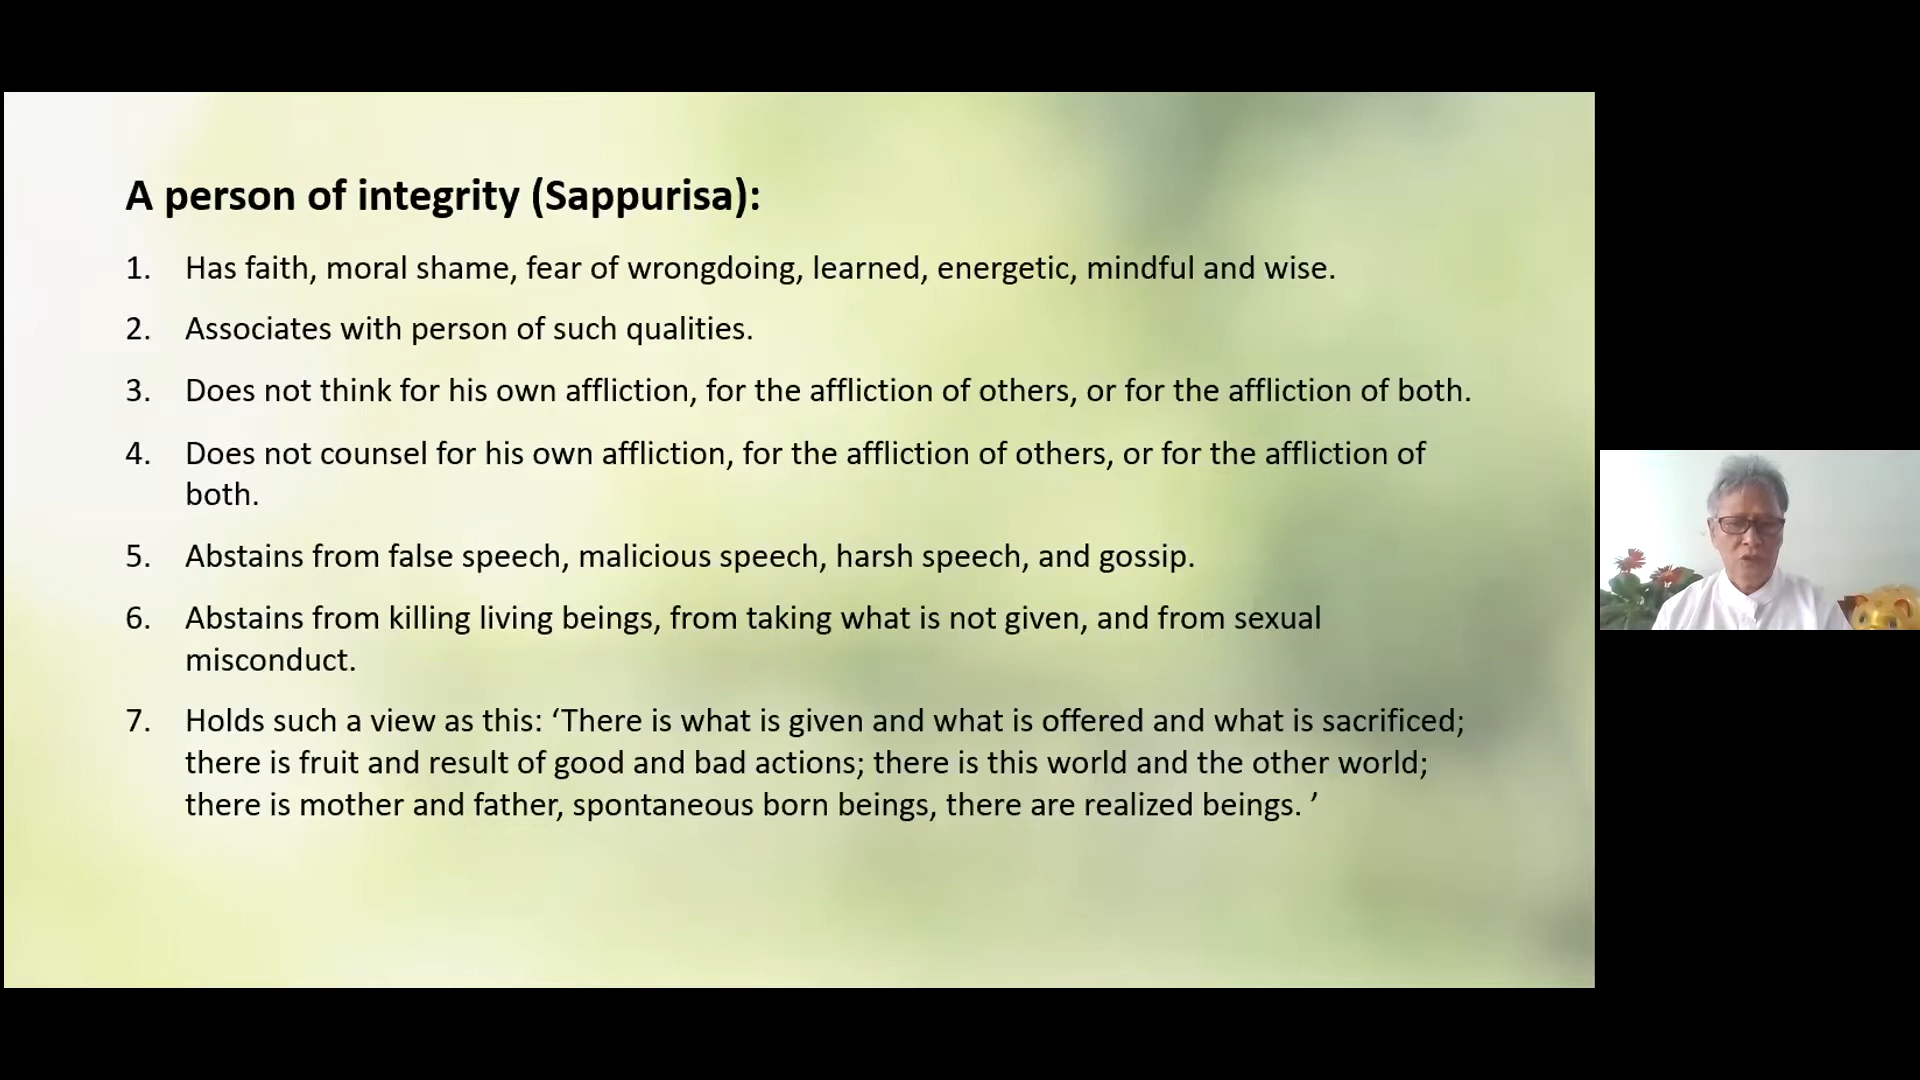 A person of integrity (Sappurisa):
1. Has faith, moral shame, fear of wrongdoing, learned, energetic, mindful and wise.
2. Associates with person of such qualities.
3. Does not think for his own affliction, for the affliction of others, or for the affliction of both.
4. Does not counsel for his own affliction, for the affliction of others, or for the affliction of
both.
5. Abstains from false speech, malicious speech, harsh speech, and gossip.
6. Abstains from killing living beings, from taking what is not given, and from sexual
misconduct.
7. Holds such a view as this: ‘There is what is given and what is offered and what is sacrificed;
there is fruit and result of good and bad actions; there is this world and the other world;
there is mother and father, spontaneous born beings, there are realized beings. ’